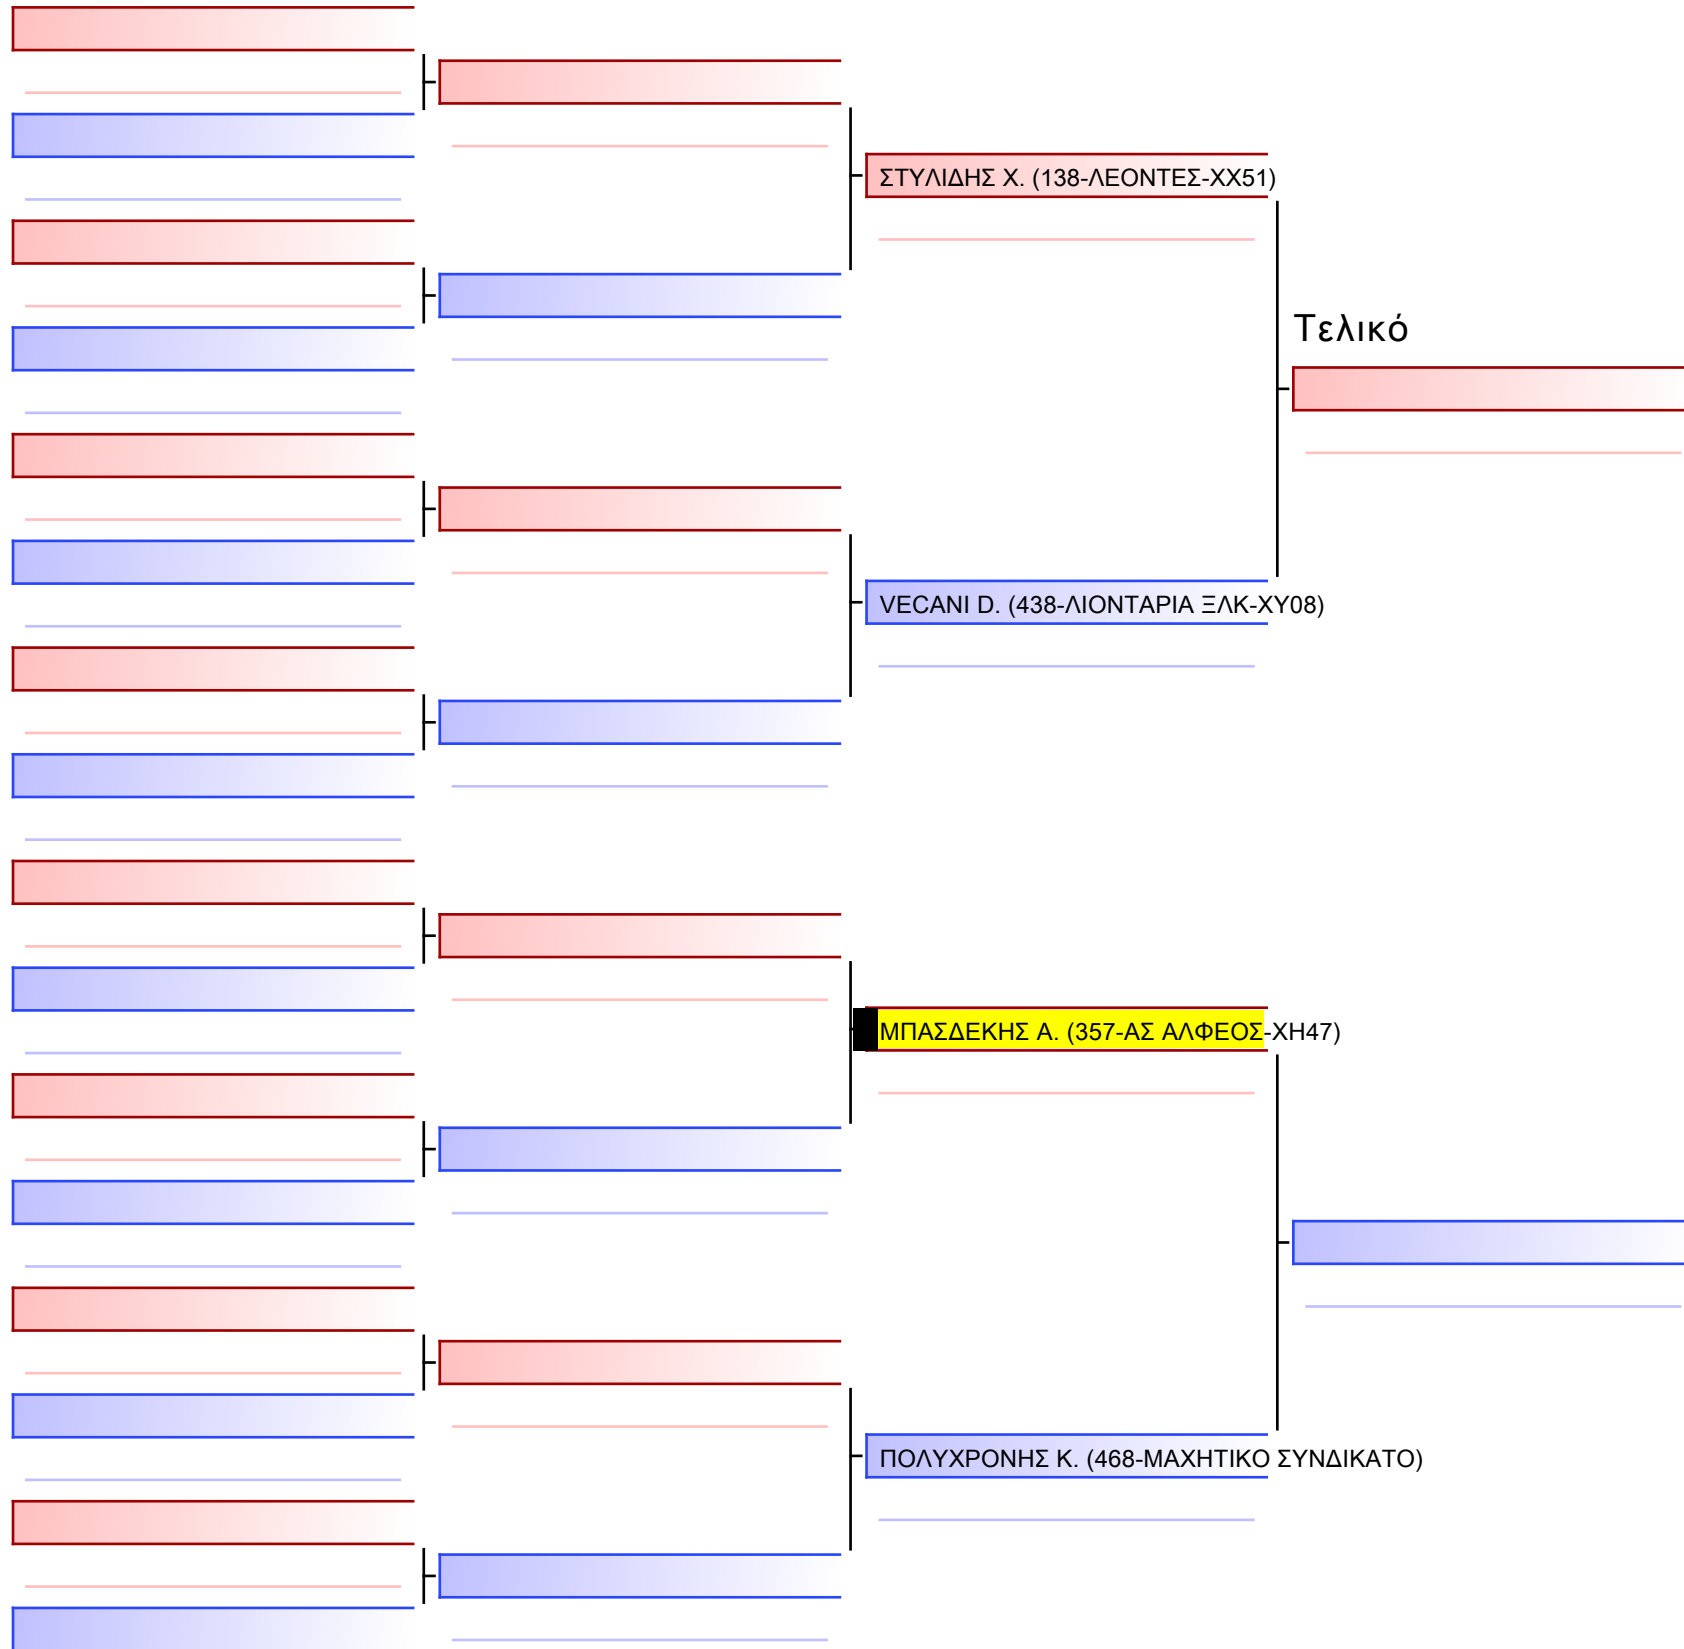 ΣΤΥΛΙΔΗΣ Χ. (138-ΛΕΟΝΤΕΣ-ΧΧ51)
Τελικό
VECANI D. (438-ΛΙΟΝΤΑΡΙΑ ΞΛΚ-ΧΥ08)
ΜΠΑΣΔΕΚΗΣ Α. (357-ΑΣ ΑΛΦΕΟΣ-ΧΗ47)
ΠΟΛΥΧΡΟΝΗΣ Κ. (468-ΜΑΧΗΤΙΚΟ ΣΥΝΔΙΚΑΤΟ)